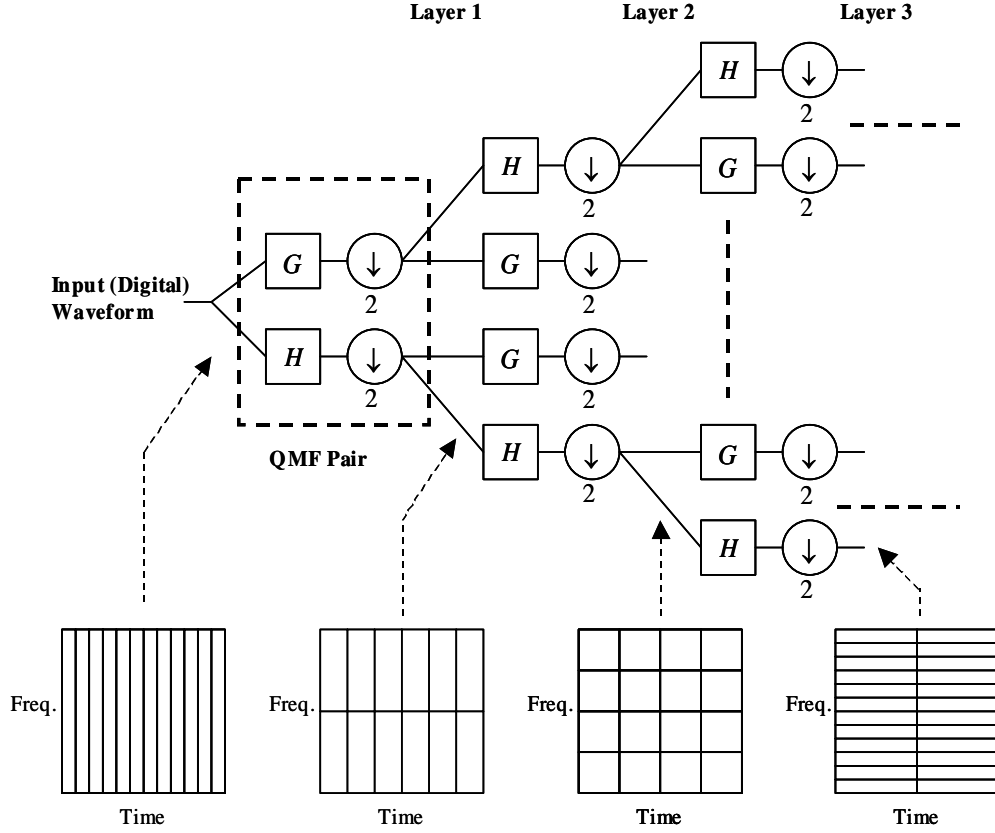 Layer 1 Layer 2 Layer 3
H ↓ 2
H ↓ 2 G ↓ 2
G ↓ 2 G ↓
2
Input (Digital)
Waveform
H ↓ 2 G ↓
2
QMF Pair
H ↓ 2 G ↓ 2
H ↓ 2
Freq. Freq. Freq. Freq.
Time Time Time Time